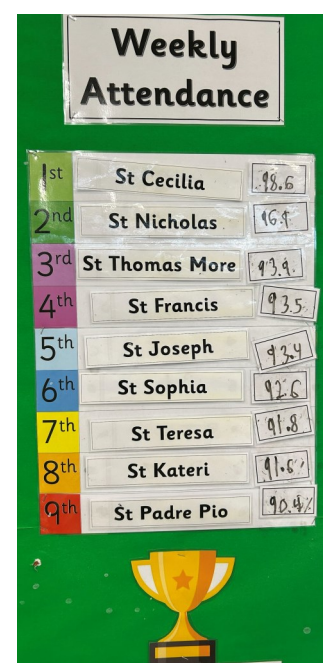 Weekly
Attendance
1st St Cecilia 98.6
2nd St Nicholas
3rd St Thomas More 93.9.
4th St Francis 93.5
5th St Joseph 93.4
6th St Sophia 92.6
7th St Teresa 91.8
8th St Kateri 91.6%
9th St Padre Pio 90.4%